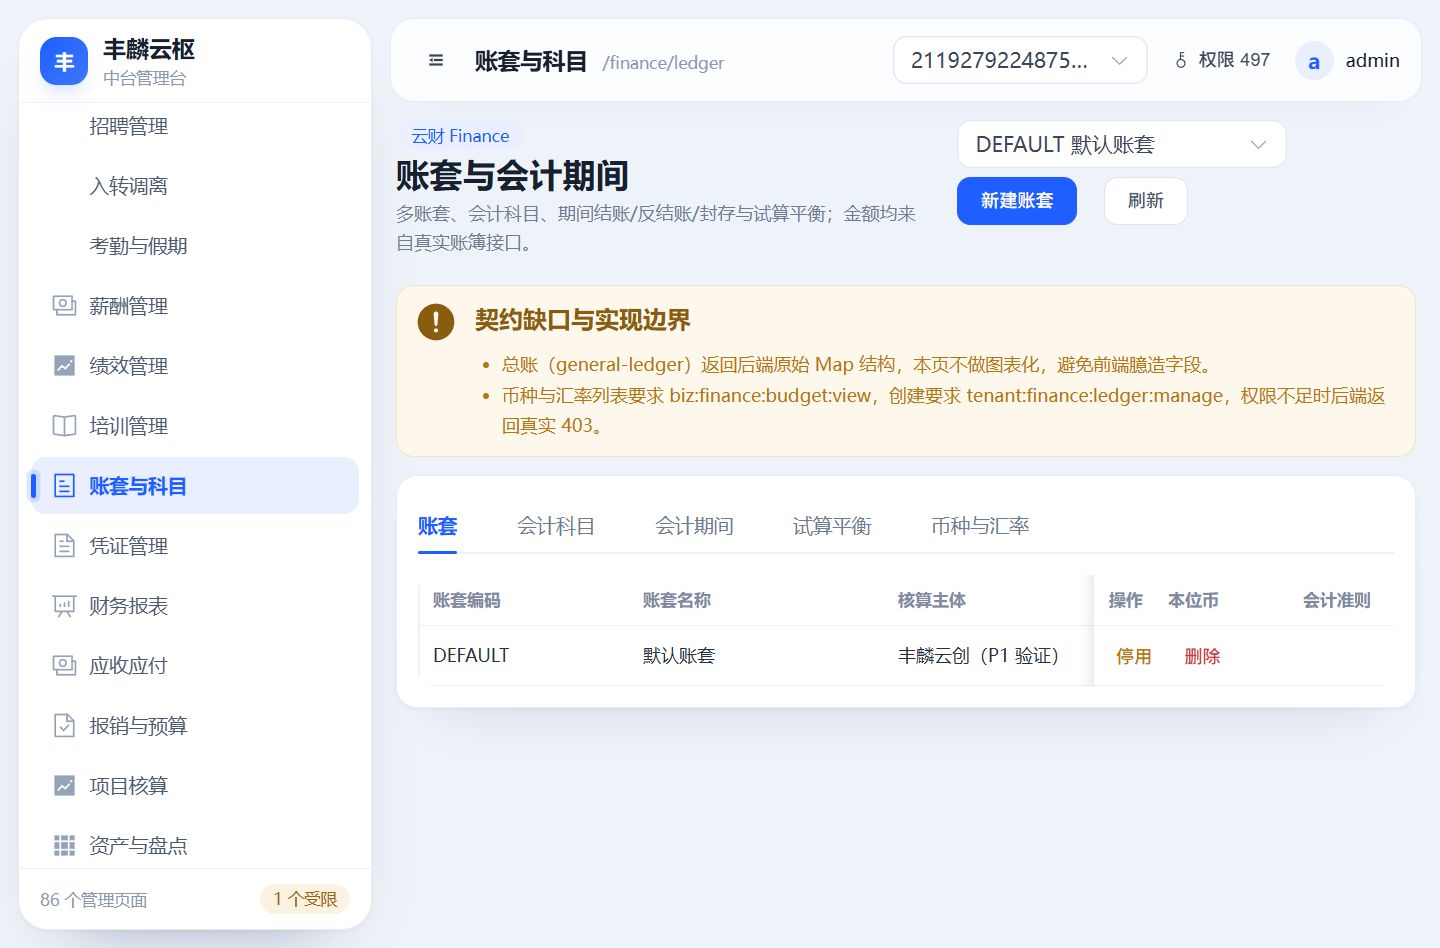 丰
丰麟云枢
中台管理台
招聘管理
入转调离
考勤与假期
薪酬管理
绩效管理
培训管理
账套与科目
凭证管理
财务报表
应收应付
报销与预算
项目核算
资产与盘点
86 个管理页面
1 个受限
账套与科目 /finance/ledger
2119279224875...
权限 497
a
admin
云财 Finance
账套与会计期间
多账套、会计科目、期间结账/反结账/封存与试算平衡；金额均来
自真实账簿接口。
DEFAULT 默认账套
新建账套
刷新
契约缺口与实现边界
• 总账（general-ledger）返回后端原始 Map 结构，本页不做图表化，避免前端臆造字段。
• 币种与汇率列表要求 biz:finance:budget:view，创建要求 tenant:finance:ledger:manage，权限不足时后端返
回真实 403。
账套 会计科目 会计期间 试算平衡 币种与汇率
账套编码 账套名称 核算主体 操作 本位币 会计准则
DEFAULT 默认账套 丰麟云创（P1 验证） 停用 删除